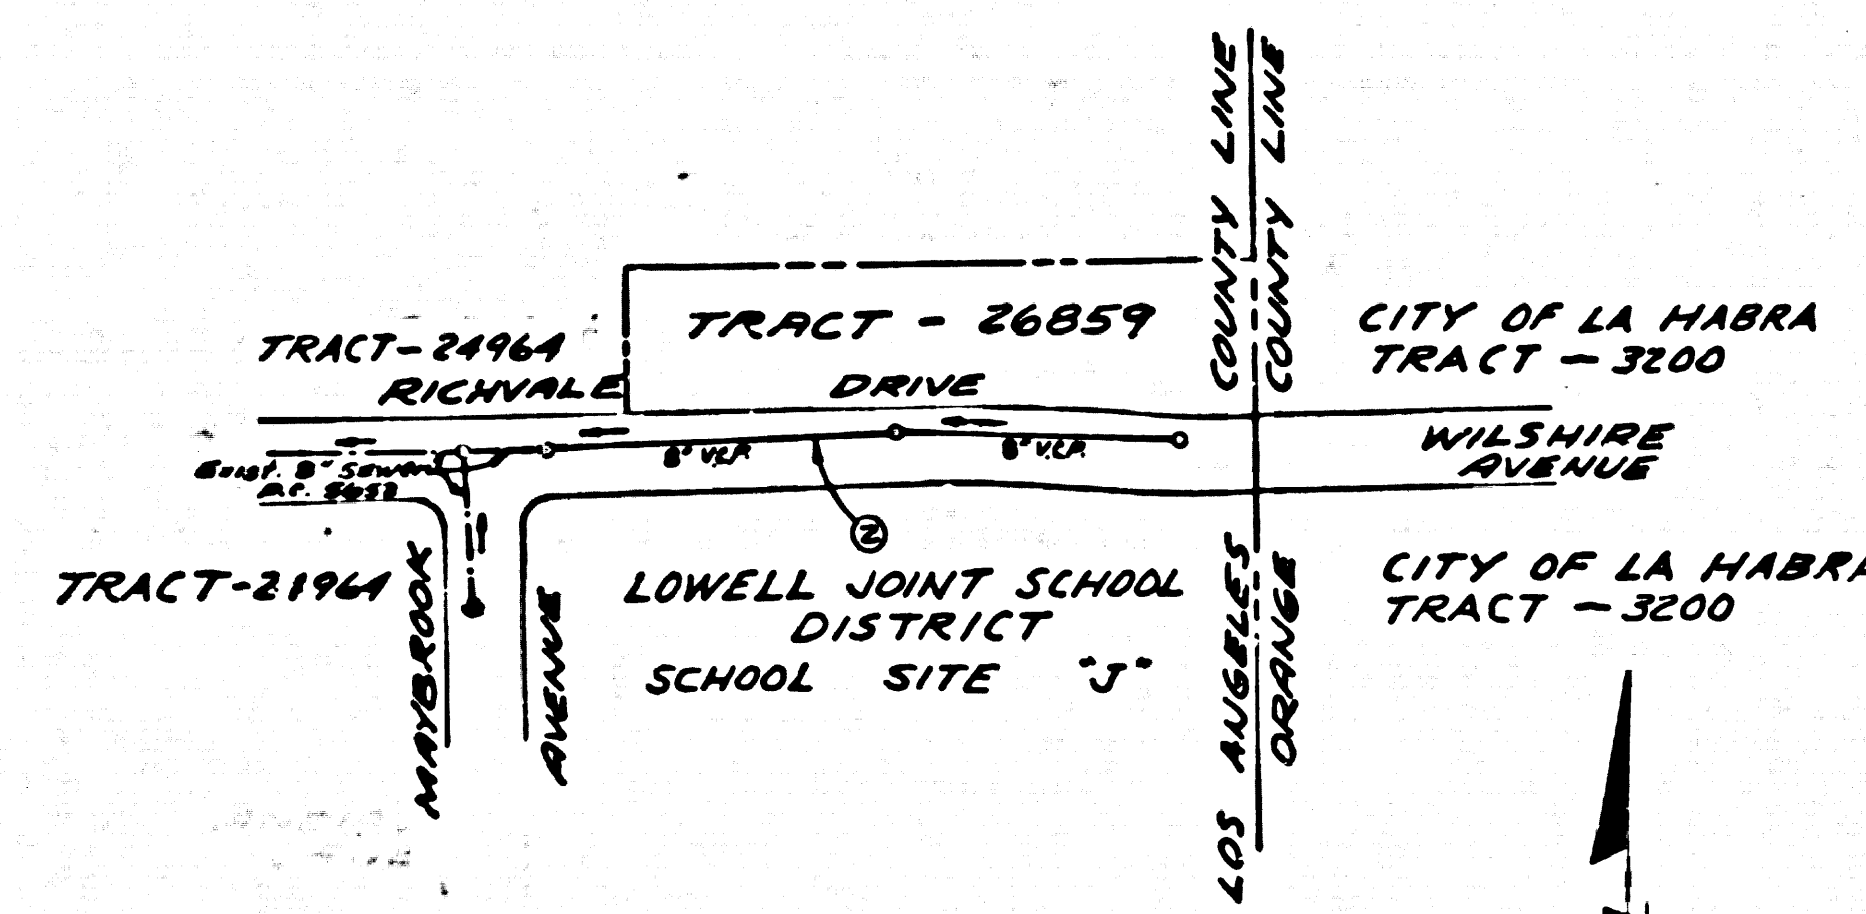 COUNTY LINE
COUNTY LINE
TRACT - 26859
CITY OF LA HABRA
TRACT - 3200
TRACT-24964
RICHVALE DRIVE
WILSHIRE
AVENUE
8" V.C.P.
8" V.C.P.
Exist. 8" Sewer
2
TRACT-21964
MAYBROOK
AVENUE
LOWELL JOINT SCHOOL
DISTRICT
SCHOOL SITE "J"
LOS ANGELES
ORANGE
CITY OF LA HABRA
TRACT - 3200